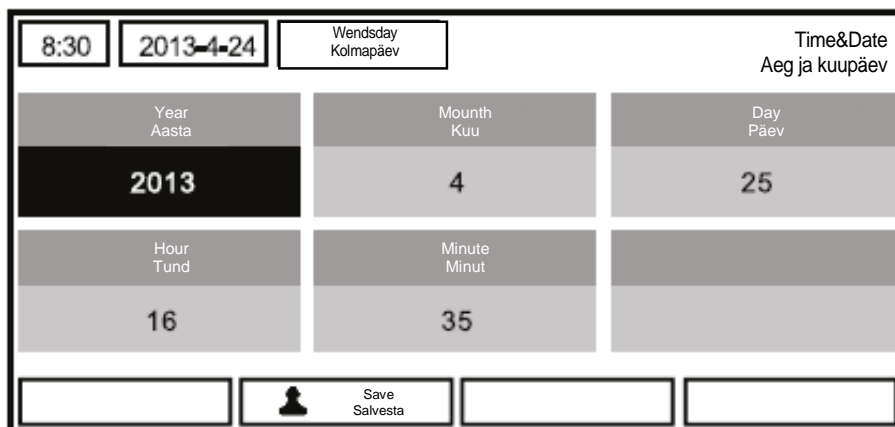 8:30
2013-4-24
Wendsday
Kolmapäev
Time&Date
Aeg ja kuupäev
Year
Aasta
Mounth
Kuu
Day
Päev
2013
4
25
Hour
Tund
Minute
Minut
16
35
Save
Salvesta